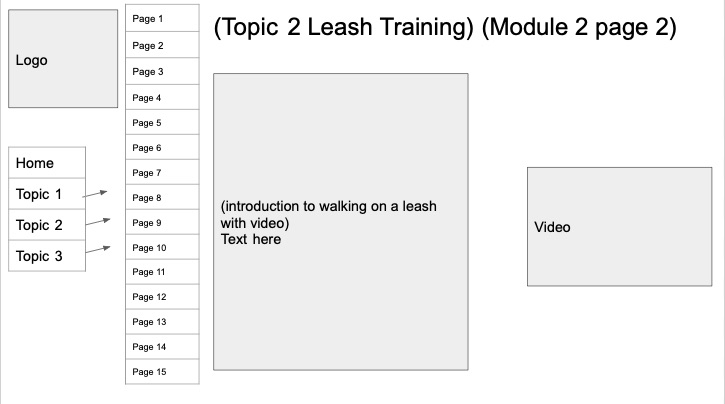 Logo
Home
Topic 1
Topic 2
Topic 3
Page 1
Page 2
Page 3
Page 4
Page 5
Page 6
Page 7
Page 8
Page 9
Page 10
Page 11
Page 12
Page 13
Page 14
Page 15
(Topic 2 Leash Training) (Module 2 page 2)
(introduction to walking on a leash
with video)
Text here
Video